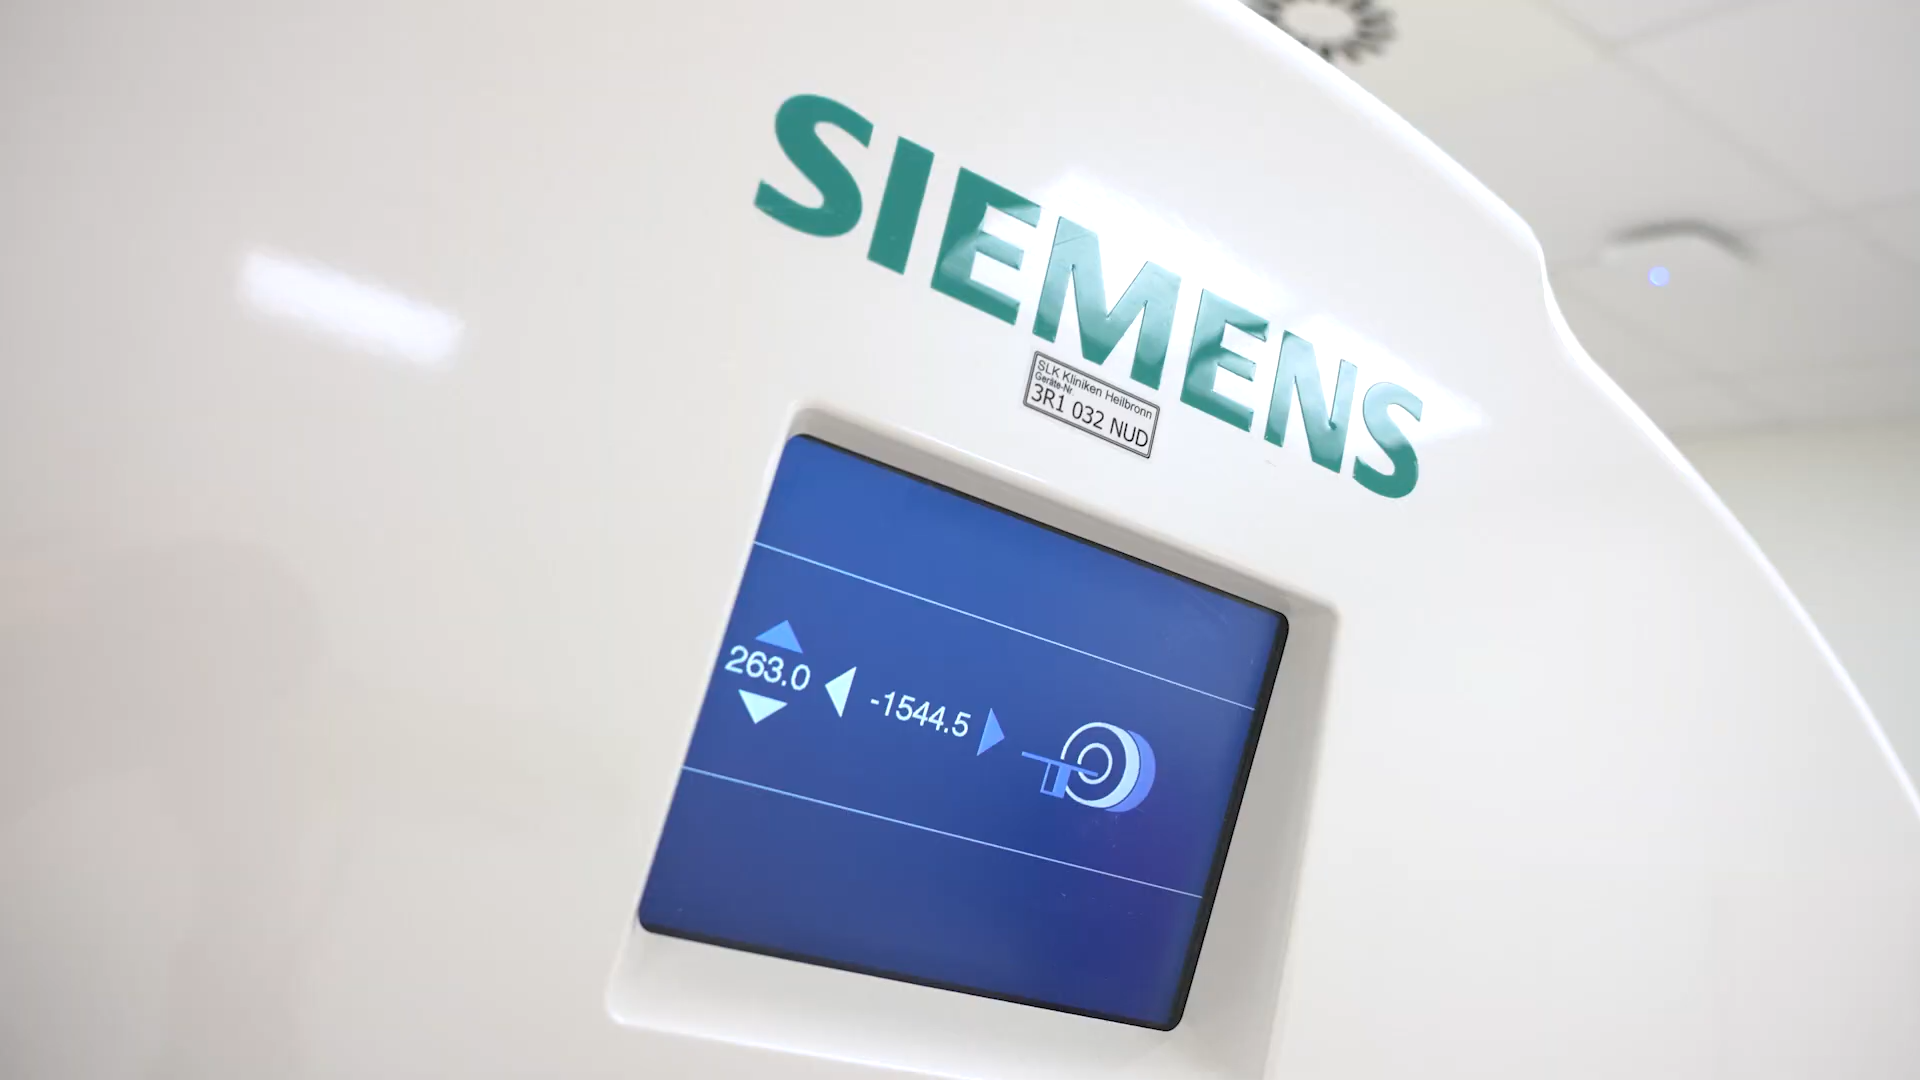 SIEMENS
SLK Kliniken Heilbronn
Geräte-Nr.
3R1 032 NUD
263.0
-1544.5